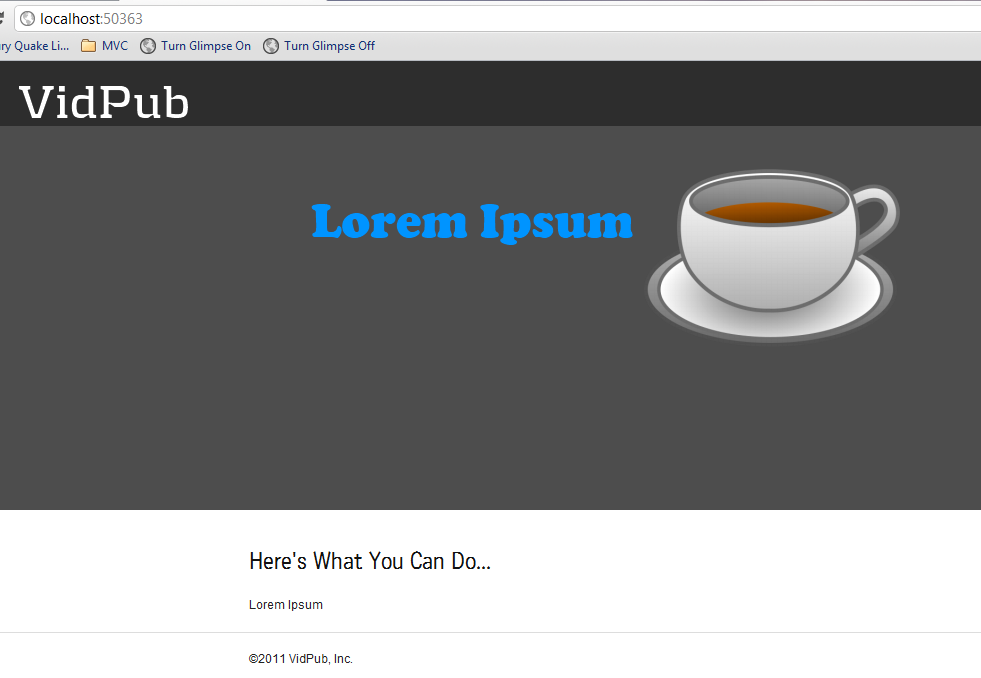 localhost:50363
ry Quake Li... MVC Turn Glimpse On Turn Glimpse Off
VidPub
Lorem Ipsum
Here's What You Can Do...
Lorem Ipsum
©2011 VidPub, Inc.